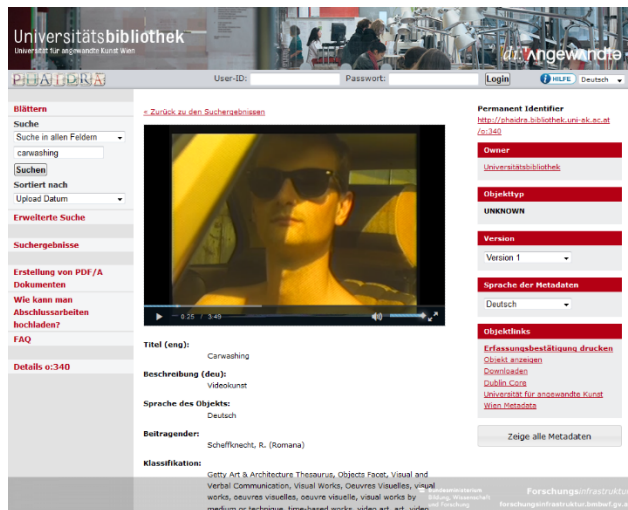 Universitätsbibliothek
Universität für angewandte Kunst Wien
di:'Angewandte
PHAIDRA
User-ID:
Passwort:
Login
HILFE
Deutsch
Blättern
Suche
Suche in allen Feldern
carwashing
Suchen
Sortiert nach
Upload Datum
Erweiterte Suche
Suchergebnisse
Erstellung von PDF/A
Dokumenten
Wie kann man
Abschlussarbeiten
hochladen?
FAQ
Details o:340
« Zurück zu den Suchergebnissen
0:25 / 3:49
Titel (eng):
Carwashing
Beschreibung (deu):
Videokunst
Sprache des Objekts:
Deutsch
Beitragender:
Scheffknecht, R. (Romana)
Klassifikation:
Getty Art & Architecture Thesaurus, Objects Facet, Visual and
Verbal Communication, Visual Works, Oeuvres Visuelles, visual
works, oeuvres visuelles, oeuvre visuelle, visual works by
medium or technique, time-based works, video art, art, video
Permanent Identifier
http://phaidra.bibliothek.uni-ak.ac.at
/o:340
Owner
Universitätsbibliothek
Objekttyp
UNKNOWN
Version
Version 1
Sprache der Metadaten
Deutsch
Objektlinks
Erfassungsbestätigung drucken
Objekt anzeigen
Downloaden
Dublin Core
Universität für angewandte Kunst
Wien Metadata
Zeige alle Metadaten
Bundesministerium
Bildung, Wissenschaft
und Forschung
Forschungsinfrastruktur
forschungsinfrastruktur.bmbwf.gv.a